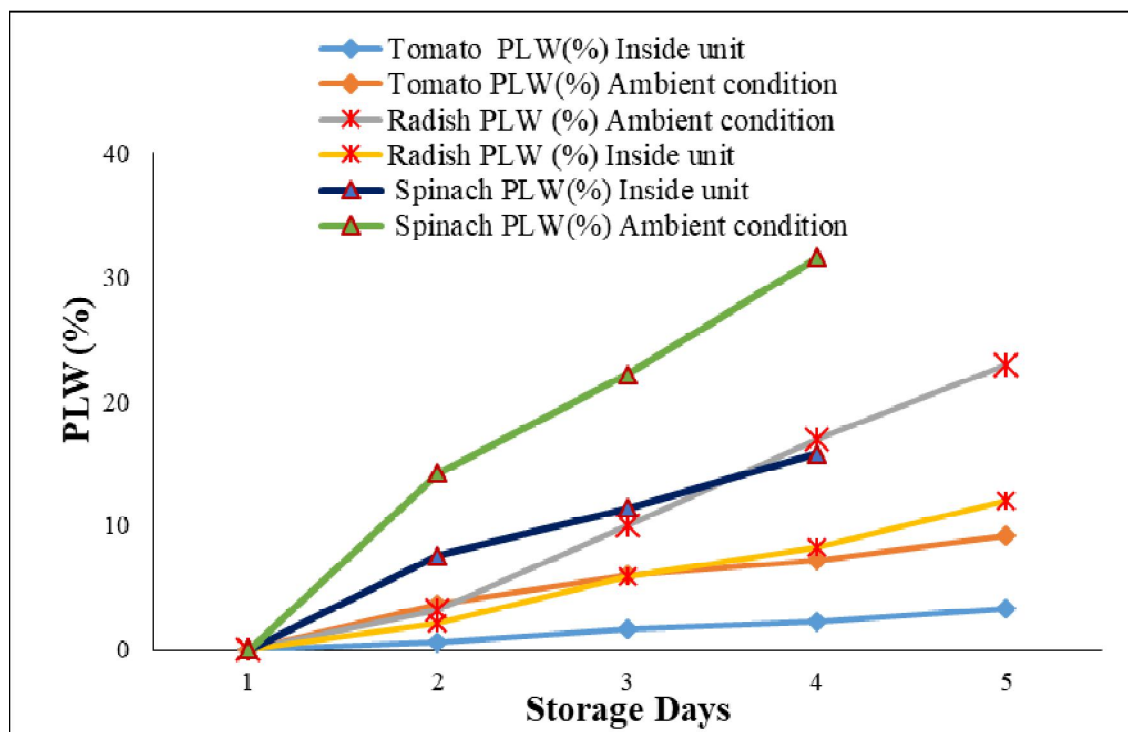 Tomato PLW(%) Inside unit
Tomato PLW(%) Ambient condition
Radish PLW (%) Ambient condition
Radish PLW (%) Inside unit
Spinach PLW(%) Inside unit
Spinach PLW(%) Ambient condition
40
30
20
10
0
PLW (%)
1 2 3 4 5
Storage Days